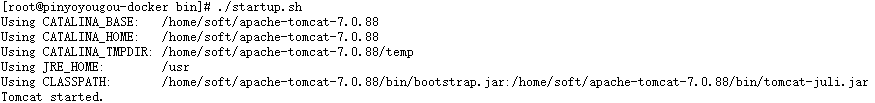 [root@pinyoyougou-docker bin]# ./startup.sh
Using CATALINA_BASE:   /home/soft/apache-tomcat-7.0.88
Using CATALINA_HOME:   /home/soft/apache-tomcat-7.0.88
Using CATALINA_TMPDIR: /home/soft/apache-tomcat-7.0.88/temp
Using JRE_HOME:        /usr
Using CLASSPATH:       /home/soft/apache-tomcat-7.0.88/bin/bootstrap.jar:/home/soft/apache-tomcat-7.0.88/bin/tomcat-juli.jar
Tomcat started.